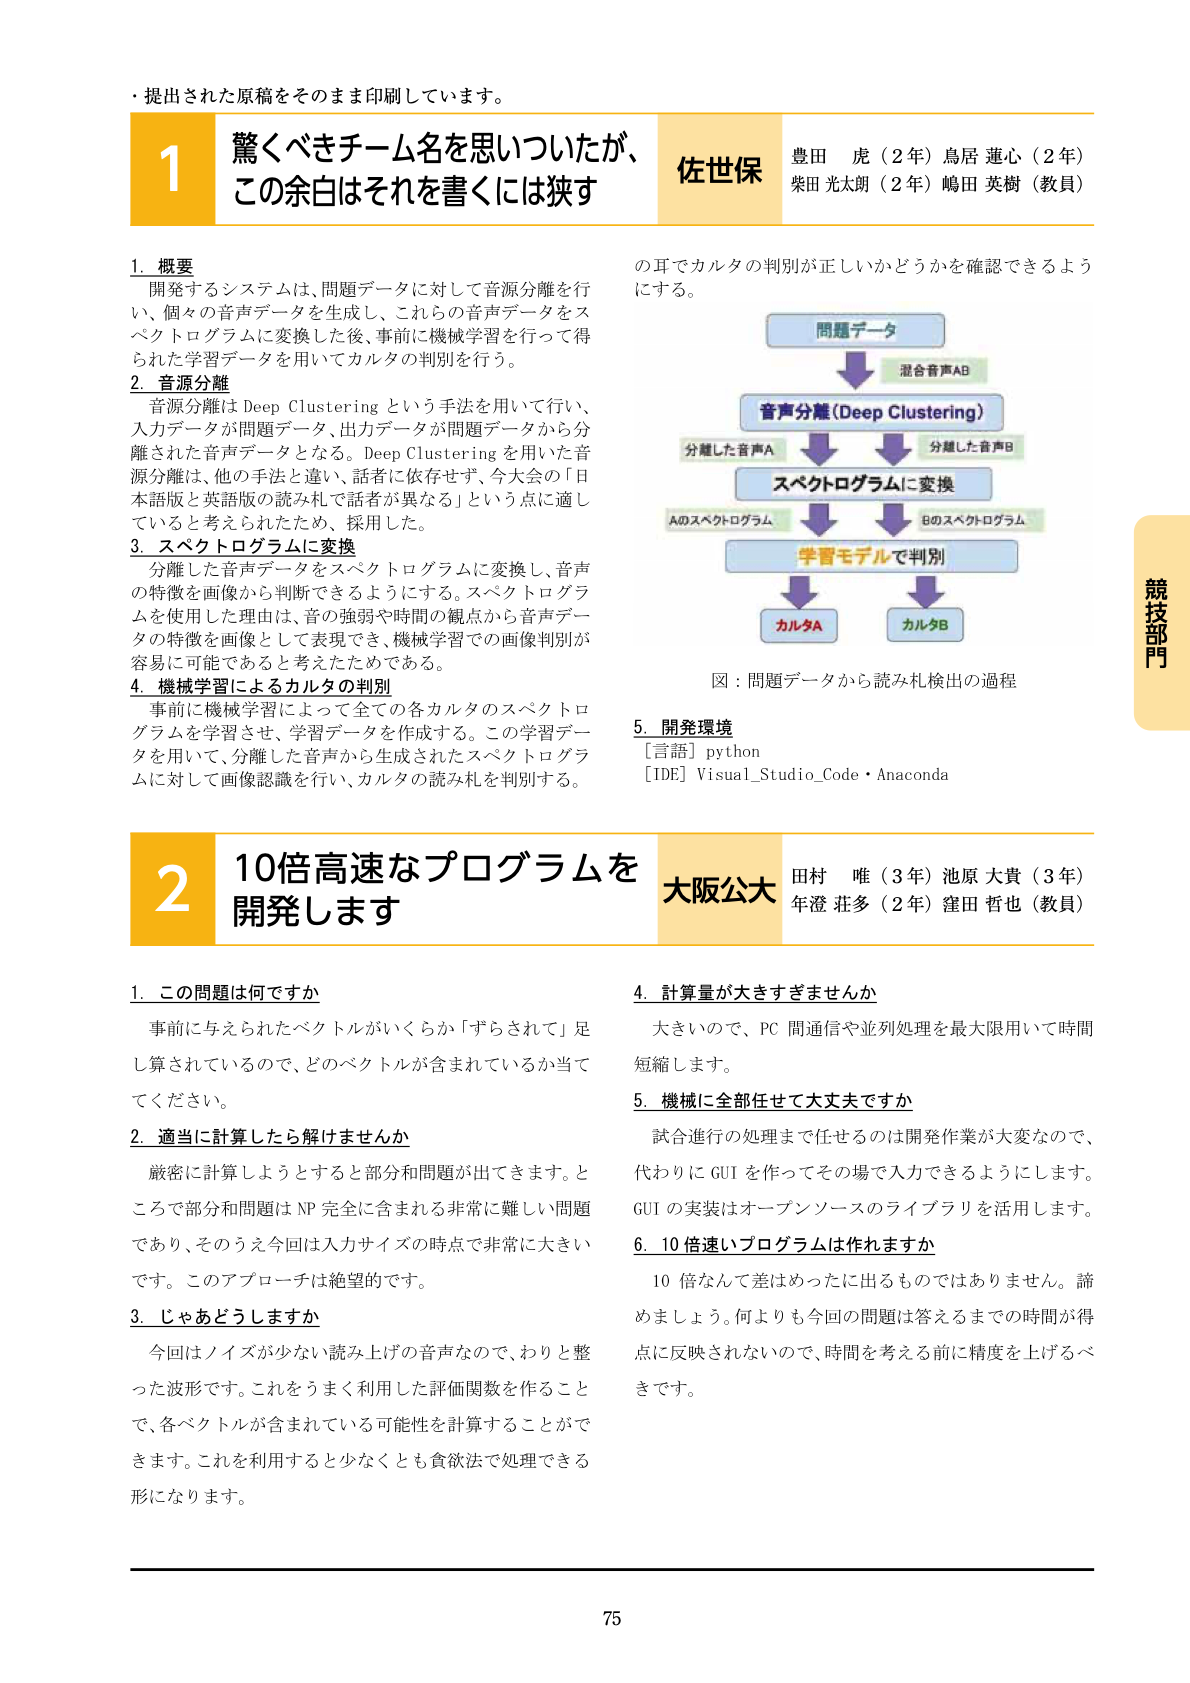 ・提出された原稿をそのまま印刷しています。
1
驚くべきチーム名を思いついたが、
この余白はそれを書くには狭す
佐世保
豊田　虎（２年）鳥居 蓮心（２年）
柴田 光太朗（２年）嶋田 英樹（教員）
1. 概要
開発するシステムは、問題データに対して音源分離を行
い、個々の音声データを生成し、これらの音声データをス
ペクトログラムに変換した後、事前に機械学習を行って得
られた学習データを用いてカルタの判別を行う。
2. 音源分離
音源分離は Deep Clustering という手法を用いて行い、
入力データが問題データ、出力データが問題データから分
離された音声データとなる。Deep Clustering を用いた音
源分離は、他の手法と違い、話者に依存せず、今大会の「日
本語版と英語版の読み札で話者が異なる」という点に適し
ていると考えられたため、採用した。
3. スペクトログラムに変換
分離した音声データをスペクトログラムに変換し、音声
の特徴を画像から判断できるようにする。スペクトログラ
ムを使用した理由は、音の強弱や時間の観点から音声デー
タの特徴を画像として表現でき、機械学習での画像判別が
容易に可能であると考えたためである。
4. 機械学習によるカルタの判別
事前に機械学習によって全ての各カルタのスペクトロ
グラムを学習させ、学習データを作成する。この学習デー
タを用いて、分離した音声から生成されたスペクトログラ
ムに対して画像認識を行い、カルタの読み札を判別する。
の耳でカルタの判別が正しいかどうかを確認できるよう
にする。
問題データ
混合音声AB
音声分離(Deep Clustering)
分離した音声A
分離した音声B
スペクトログラムに変換
Aのスペクトログラム
Bのスペクトログラム
学習モデルで判別
カルタA
カルタB
図：問題データから読み札検出の過程
5. 開発環境
［言語］python
［IDE］Visual_Studio_Code・Anaconda
競技部門
2
10倍高速なプログラムを
開発します
大阪公大
田村　唯（３年）池原 大貴（３年）
年澄 荘多（２年）窪田 哲也（教員）
1. この問題は何ですか
事前に与えられたベクトルがいくらか「ずらされて」足
し算されているので、どのベクトルが含まれているか当て
てください。
2. 適当に計算したら解けませんか
厳密に計算しようとすると部分和問題が出てきます。と
ころで部分和問題は NP 完全に含まれる非常に難しい問題
であり、そのうえ今回は入力サイズの時点で非常に大きい
です。このアプローチは絶望的です。
3. じゃあどうしますか
今回はノイズが少ない読み上げの音声なので、わりと整
った波形です。これをうまく利用した評価関数を作ること
で、各ベクトルが含まれている可能性を計算することがで
きます。これを利用すると少なくとも貪欲法で処理できる
形になります。
4. 計算量が大きすぎませんか
大きいので、PC 間通信や並列処理を最大限用いて時間
短縮します。
5. 機械に全部任せて大丈夫ですか
試合進行の処理まで任せるのは開発作業が大変なので、
代わりに GUI を作ってその場で入力できるようにします。
GUI の実装はオープンソースのライブラリを活用します。
6. 10 倍速いプログラムは作れますか
10 倍なんて差はめったに出るものではありません。諦
めましょう。何よりも今回の問題は答えるまでの時間が得
点に反映されないので、時間を考える前に精度を上げるべ
きです。
75